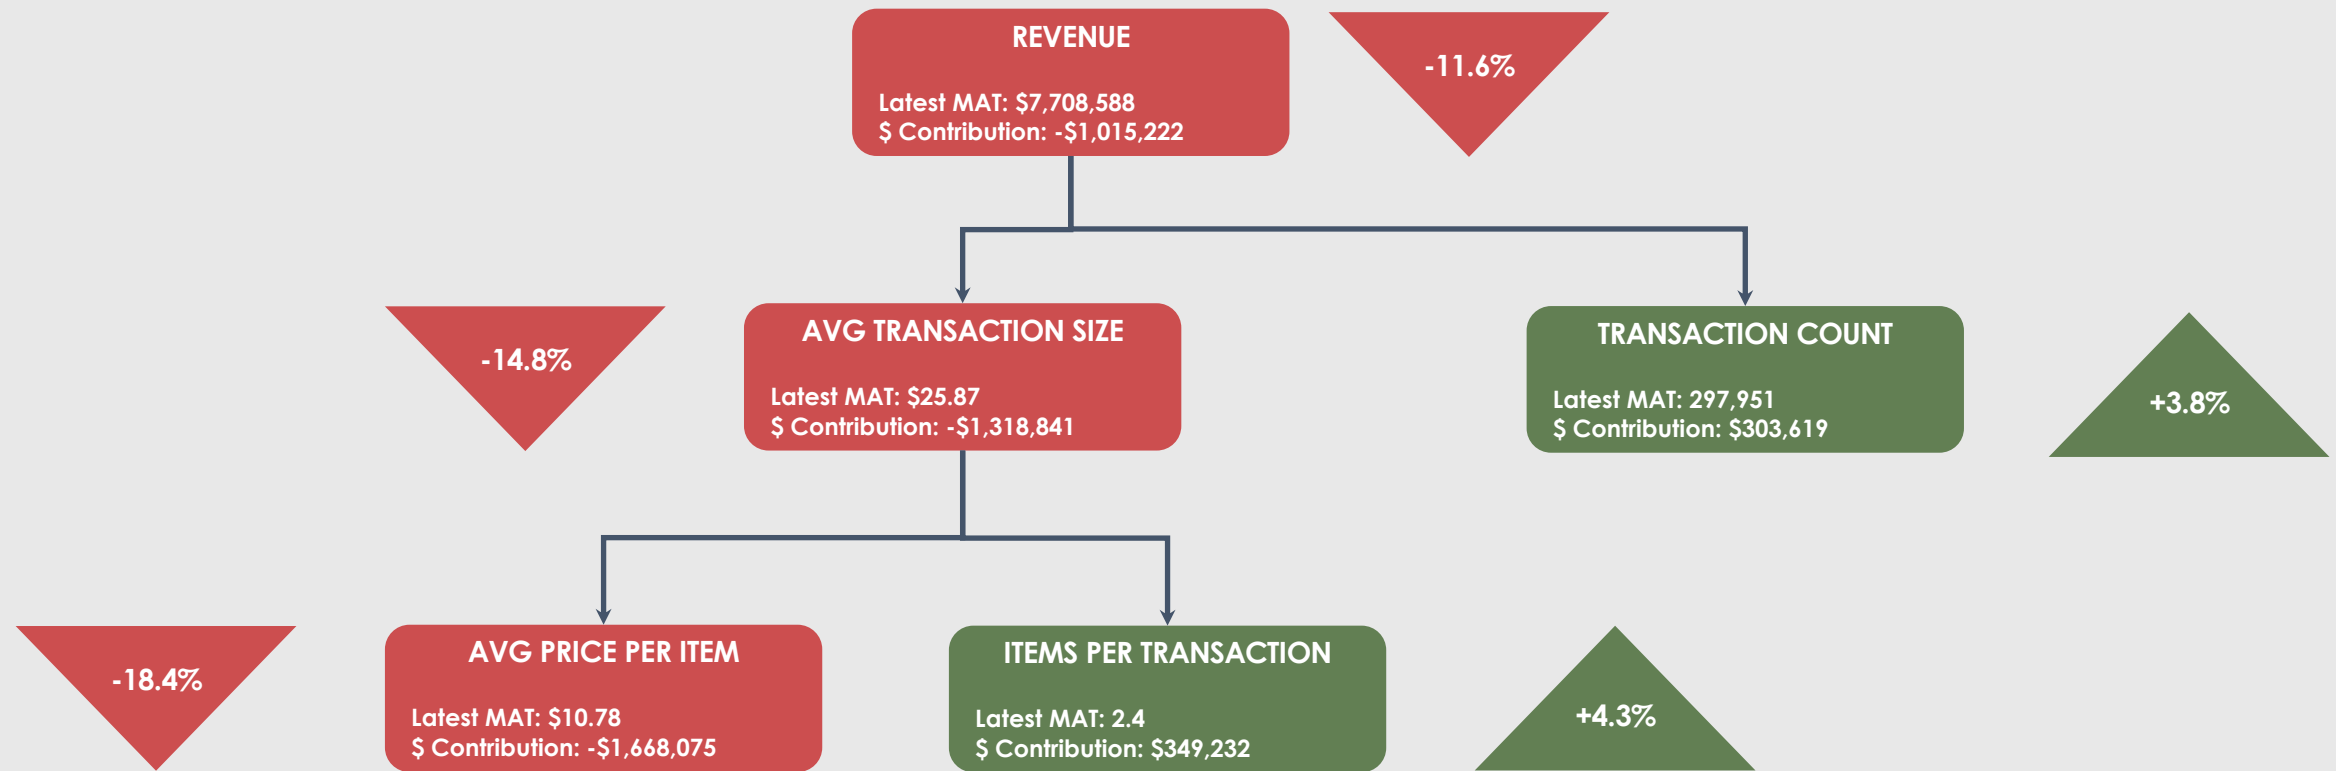 REVENUE
Latest MAT: $7,708,588
$ Contribution: -$1,015,222
-11.6%
-14.8%
AVG TRANSACTION SIZE
Latest MAT: $25.87
$ Contribution: -$1,318,841
TRANSACTION COUNT
Latest MAT: 297,951
$ Contribution: $303,619
+3.8%
-18.4%
AVG PRICE PER ITEM
Latest MAT: $10.78
$ Contribution: -$1,668,075
ITEMS PER TRANSACTION
Latest MAT: 2.4
$ Contribution: $349,232
+4.3%